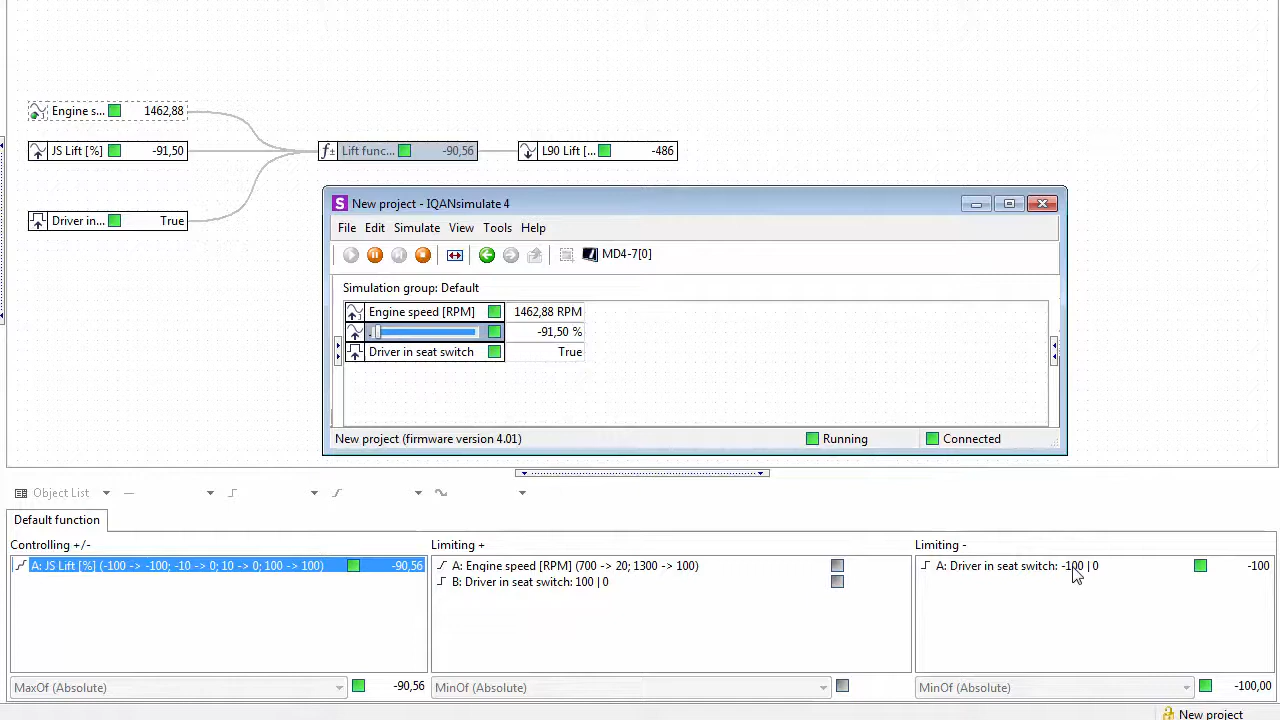 Engine s... 1462,88
JS Lift [%] -91,50
Lift func... -90,56
L90 Lift [... -486
Driver in... True
New project - IQANsimulate 4
File Edit Simulate View Tools Help
MD4-7[0]
Simulation group: Default
Engine speed [RPM] 1462,88 RPM
-91,50 %
Driver in seat switch True
New project (firmware version 4.01) Running Connected
Object List
Default function
Controlling +/- Limiting + Limiting -
A: JS Lift [%] (-100 -> -100; -10 -> 0; 10 -> 0; 100 -> 100) -90,56
A: Engine speed [RPM] (700 -> 20; 1300 -> 100)
B: Driver in seat switch: 100 | 0
A: Driver in seat switch: -100 | 0 -100
MaxOf (Absolute) -90,56 MinOf (Absolute) MinOf (Absolute) -100,00
New project